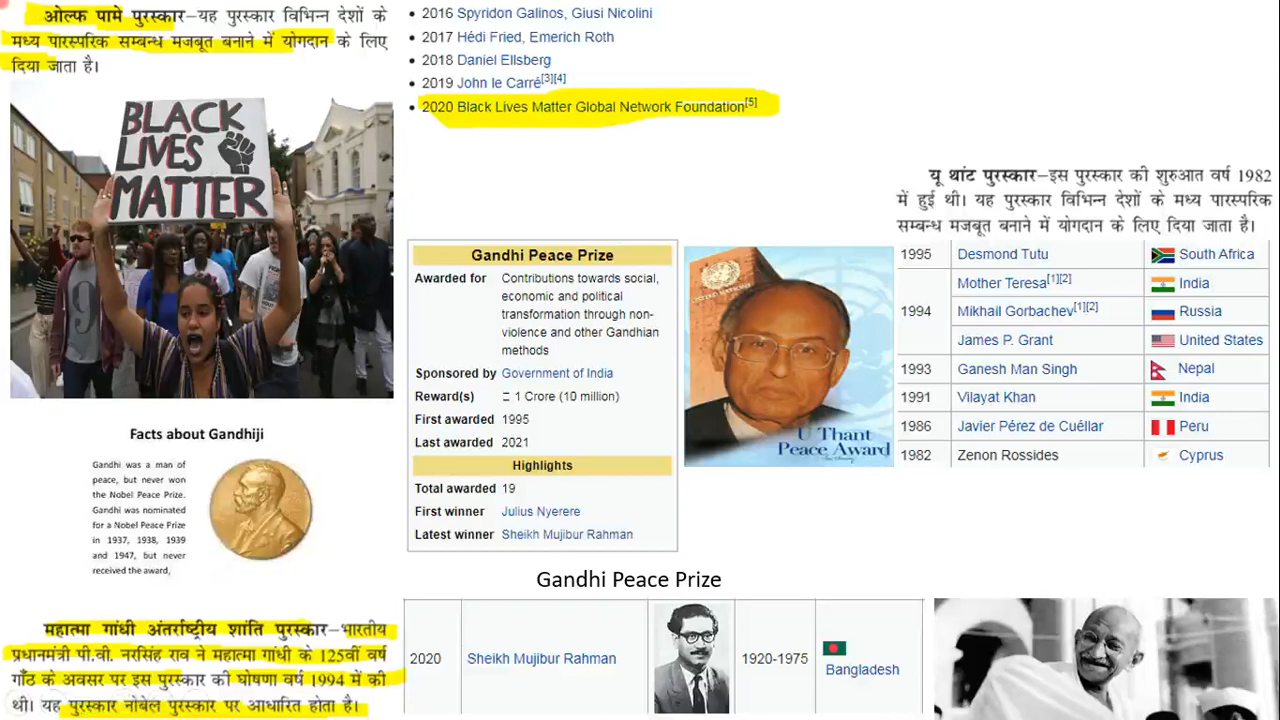 ओल्फ पामे पुरस्कार–यह पुरस्कार विभिन्न देशों के
मध्य पारस्परिक सम्बन्ध मजबूत बनाने में योगदान के लिए
दिया जाता है।
BLACK
LIVES
MATTER
Facts about Gandhiji
Gandhi was a man of
peace, but never won
the Nobel Peace Prize.
Gandhi was nominated
for a Nobel Peace Prize
in 1937, 1938, 1939
and 1947, but never
received the award,
महात्मा गांधी अंतर्राष्ट्रीय शांति पुरस्कार–भारतीय
प्रधानमंत्री पी.वी. नरसिंह राव ने महात्मा गांधी के 125वीं वर्ष
गाँठ के अवसर पर इस पुरस्कार की घोषणा वर्ष 1994 में की
थी। यह पुरस्कार नोबेल पुरस्कार पर आधारित होता है।
• 2016 Spyridon Galinos, Giusi Nicolini
• 2017 Hédi Fried, Emerich Roth
• 2018 Daniel Ellsberg
• 2019 John le Carré[3][4]
• 2020 Black Lives Matter Global Network Foundation[5]
Gandhi Peace Prize
Awarded for Contributions towards social,
economic and political
transformation through non-
violence and other Gandhian
methods
Sponsored by Government of India
Reward(s) 1 Crore (10 million)
First awarded 1995
Last awarded 2021
Highlights
Total awarded 19
First winner Julius Nyerere
Latest winner Sheikh Mujibur Rahman
U Thant
Peace Award
यू थांट पुरस्कार–इस पुरस्कार की शुरुआत वर्ष 1982
में हुई थी। यह पुरस्कार विभिन्न देशों के मध्य पारस्परिक
सम्बन्ध मजबूत बनाने में योगदान के लिए दिया जाता है।
1995 Desmond Tutu South Africa
Mother Teresa[1][2] India
1994 Mikhail Gorbachev[1][2] Russia
James P. Grant United States
1993 Ganesh Man Singh Nepal
1991 Vilayat Khan India
1986 Javier Pérez de Cuéllar Peru
1982 Zenon Rossides Cyprus
Gandhi Peace Prize
2020 Sheikh Mujibur Rahman 1920-1975 Bangladesh